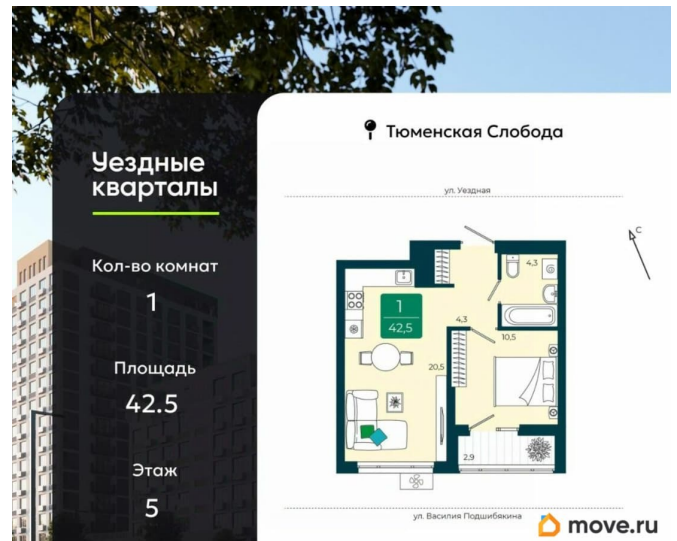 Тюменская Слобода
Уездные
кварталы
Кол-во комнат
1
Площадь
42.5
Этаж
5
ул. Уездная
С
4,3
1
42,5
4,3
10,5
20,5
2,9
ул. Василия Подшибякина
move.ru